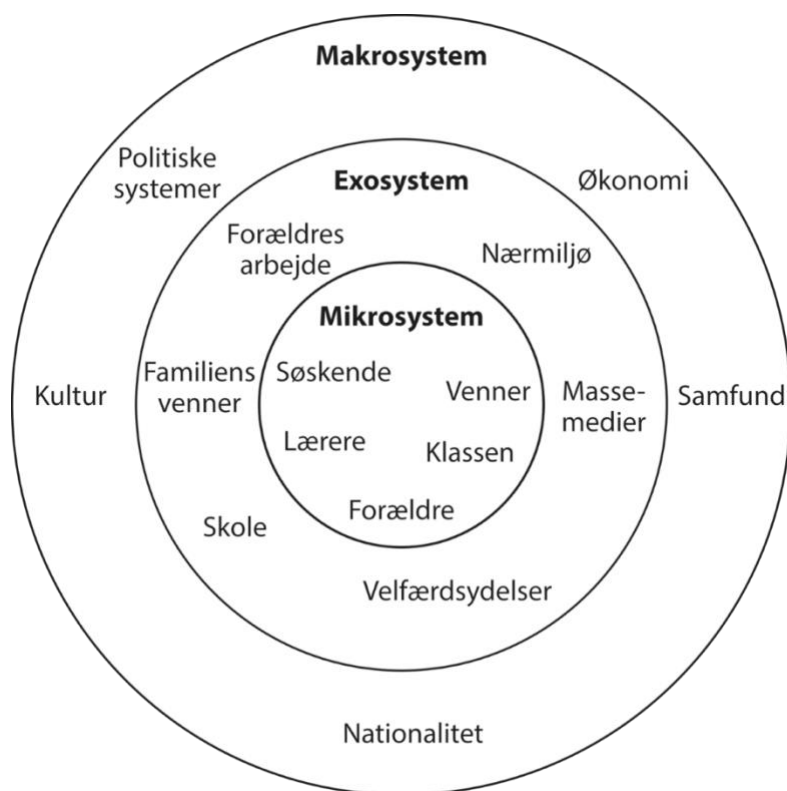 Makrosystem
Politiske
systemer
Økonomi
Exosystem
Forældres
arbejde
Nærmiljø
Mikrosystem
Familiens
venner
Søskende
Venner
Masse-
medier
Kultur
Samfund
Lærere
Klassen
Forældre
Skole
Velfærdsydelser
Nationalitet